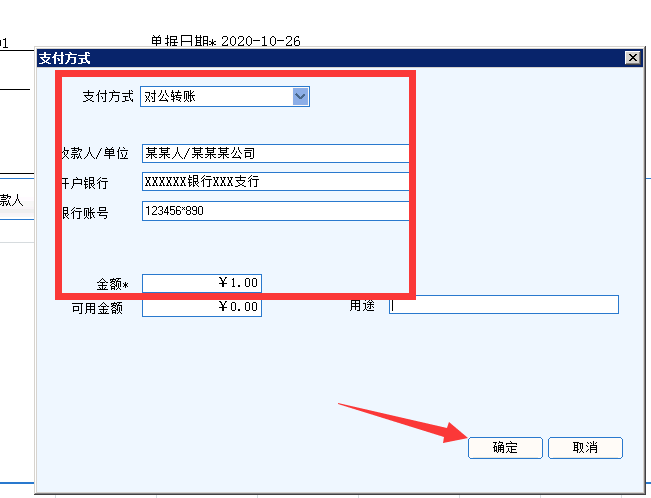 01
单据日期* 2020-10-26
支付方式
支付方式 对公转账
收款人/单位 某某人/某某某公司
开户银行 XXXXXX银行XXX支行
银行账号 123456*890
款人
金额* ￥1.00
可用金额 ￥0.00 用途
确定 取消